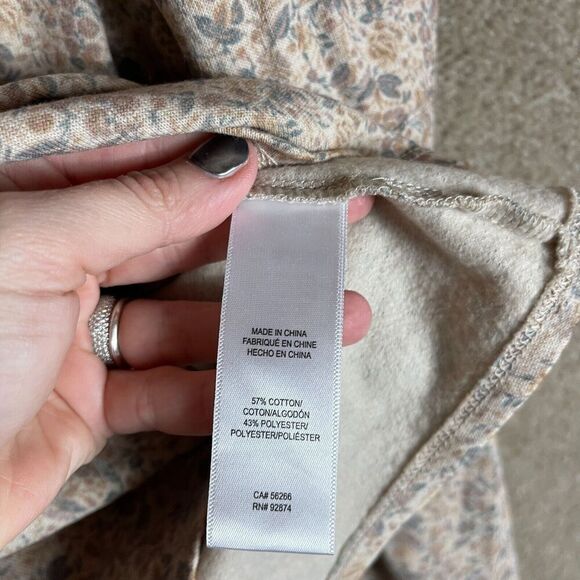 MADE IN CHINA
FABRIQUÉ EN CHINE
HECHO EN CHINA
57% COTTON/
COTON/ALGODÓN
43% POLYESTER/
POLYESTER/POLIÉSTER
CA# 56266
RN# 92874